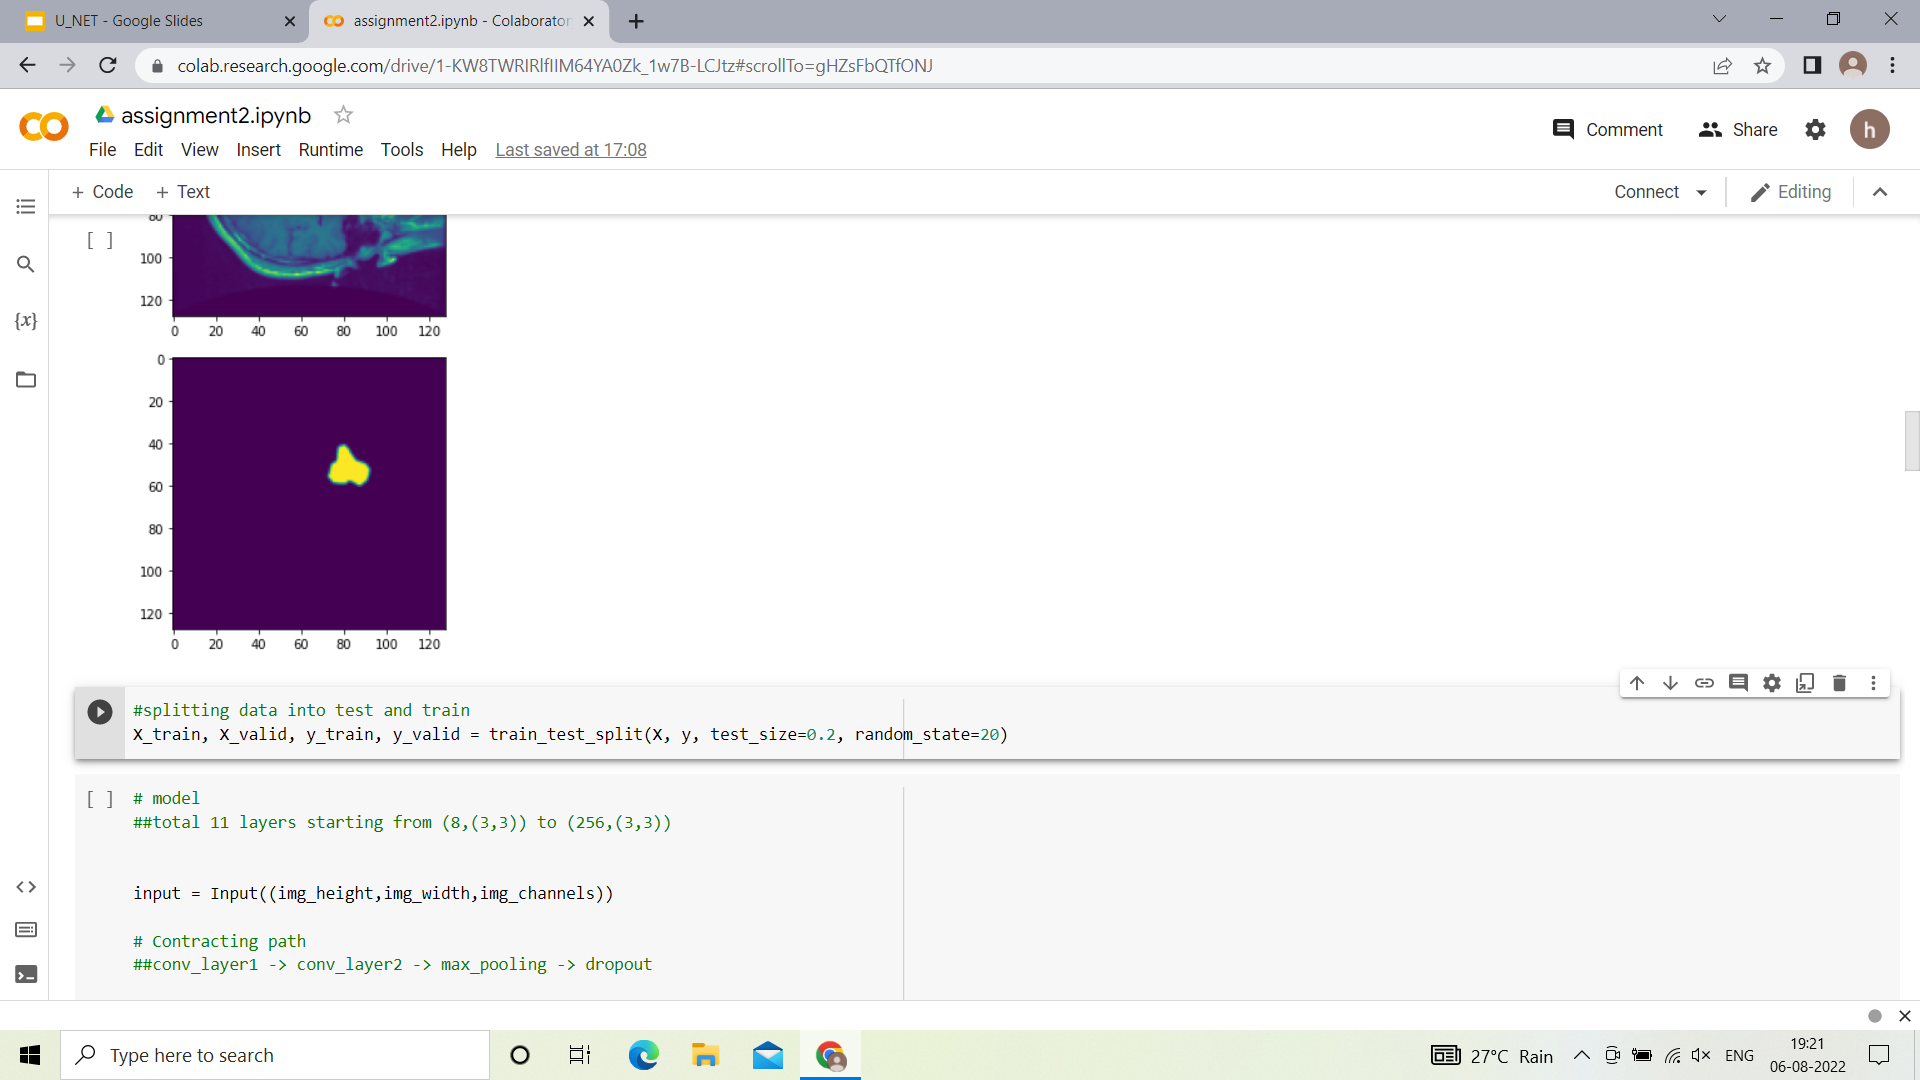 U_NET - Google Slides
assignment2.ipynb - Colaborator
colab.research.google.com/drive/1-KW8TWRIRlfIIM64YA0Zk_1w7B-LCJtz#scrollTo=gHZsFbQTfONJ
assignment2.ipynb
Comment Share h
File Edit View Insert Runtime Tools Help Last saved at 17:08
+ Code + Text Connect Editing
80
[ ]
100
120
0 20 40 60 80 100 120
0
20
40
60
80
100
120
0 20 40 60 80 100 120
{x}
#splitting data into test and train
X_train, X_valid, y_train, y_valid = train_test_split(X, y, test_size=0.2, random_state=20)
[ ] # model
##total 11 layers starting from (8,(3,3)) to (256,(3,3))
input = Input((img_height,img_width,img_channels))
# Contracting path
##conv_layer1 -> conv_layer2 -> max_pooling -> dropout
Type here to search
27°C Rain
ENG
19:21
06-08-2022